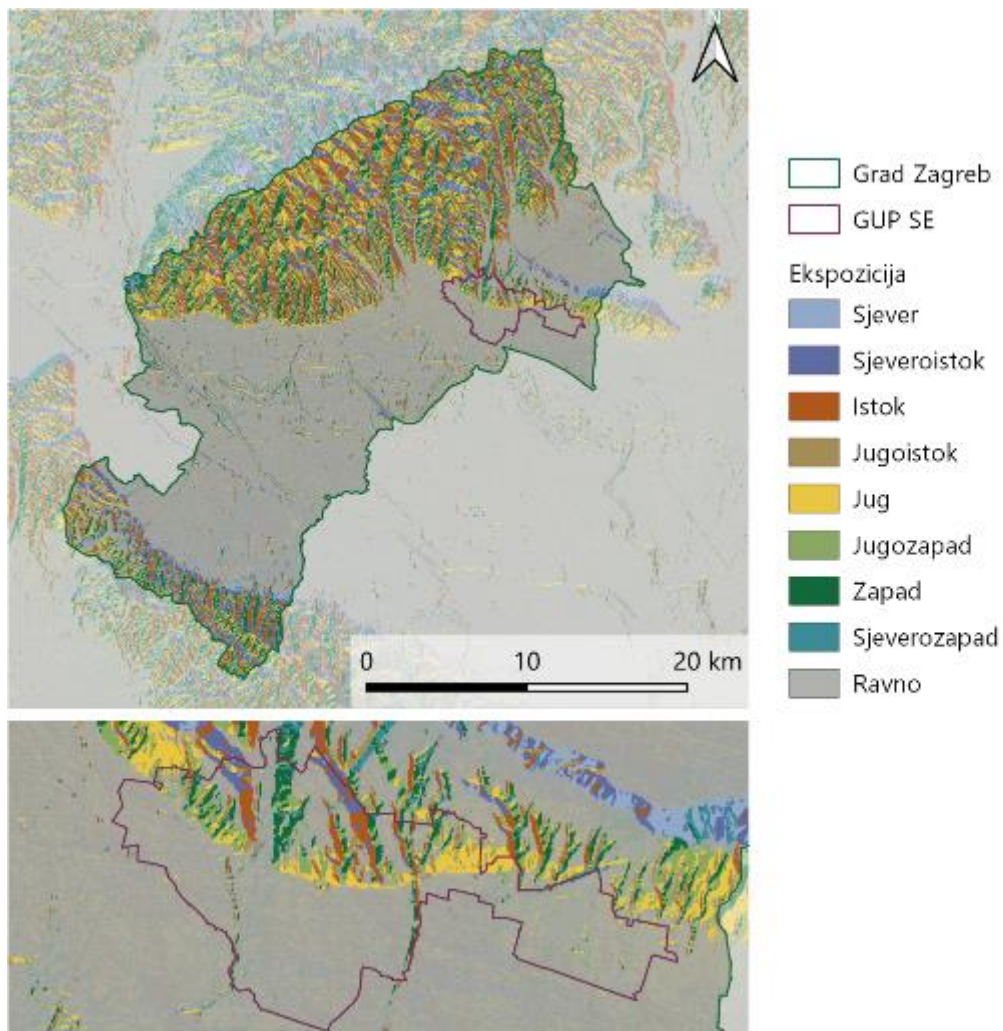 Grad Zagreb
GUP SE
Ekspozicija
Sjever
Sjeveroistok
Istok
Jugoistok
Jug
Jugozapad
Zapad
Sjeverozapad
Ravno
0 10 20 km